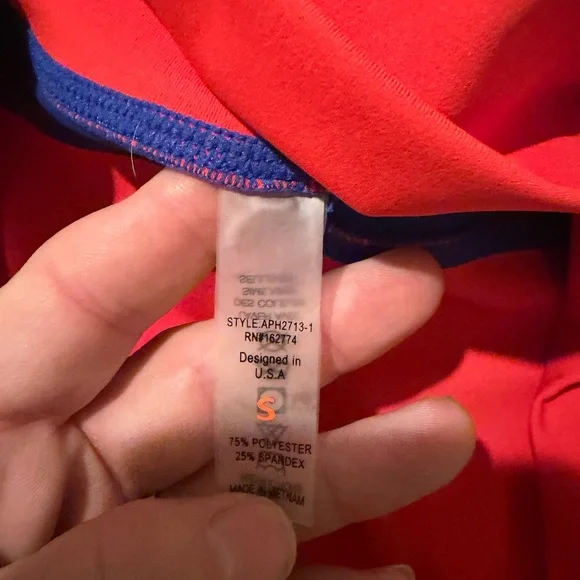 STYLE.APH2713-1
RN#162774
Designed in
U.S.A
S
75% POLYESTER
25% SPANDEX
MADE IN VIETNAM